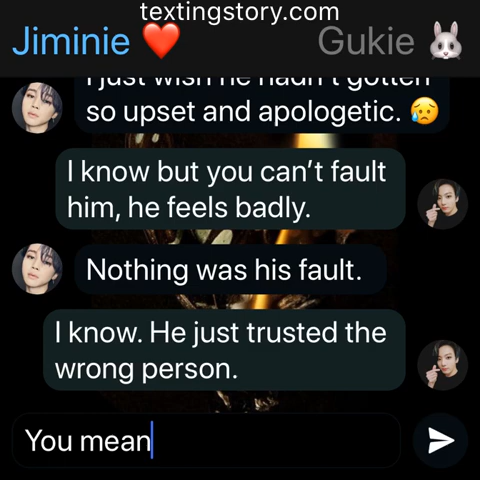 textingstory.com
Jiminie ❤️ Gukie 🐰
I just wish he hadn't gotten
so upset and apologetic. 😥
I know but you can't fault
him, he feels badly.
Nothing was his fault.
I know. He just trusted the
wrong person.
You mean